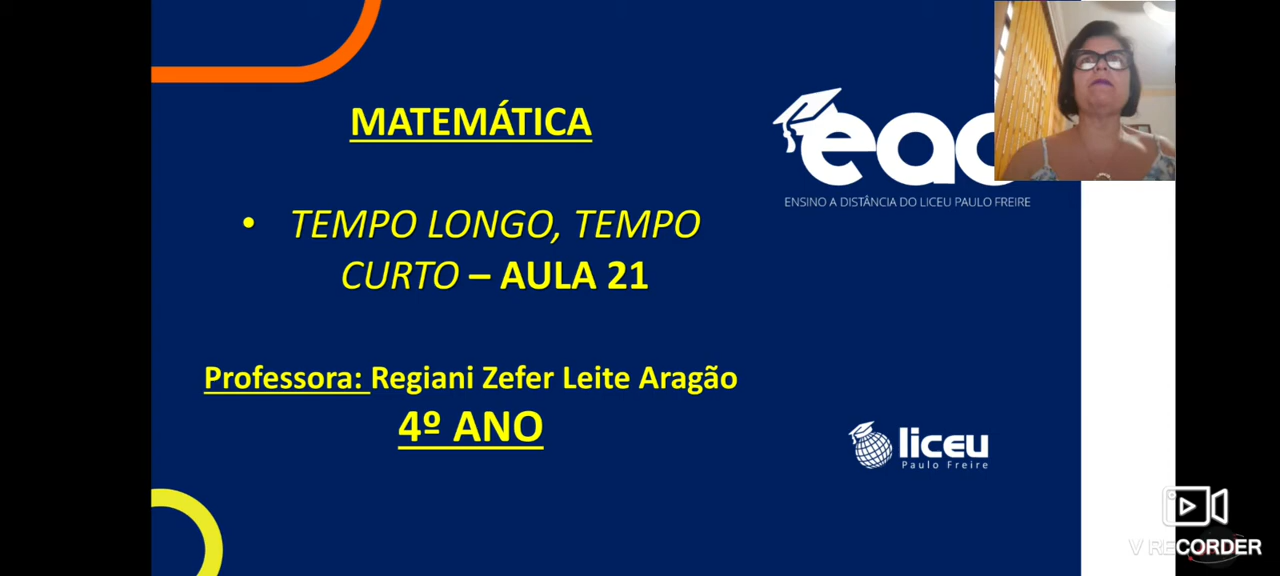 MATEMÁTICA
• TEMPO LONGO, TEMPO
CURTO – AULA 21
Professora: Regiani Zefer Leite Aragão
4º ANO
eac
ENSINO A DISTÂNCIA DO LICEU PAULO FREIRE
liceu
Paulo Freire
V RECORDER